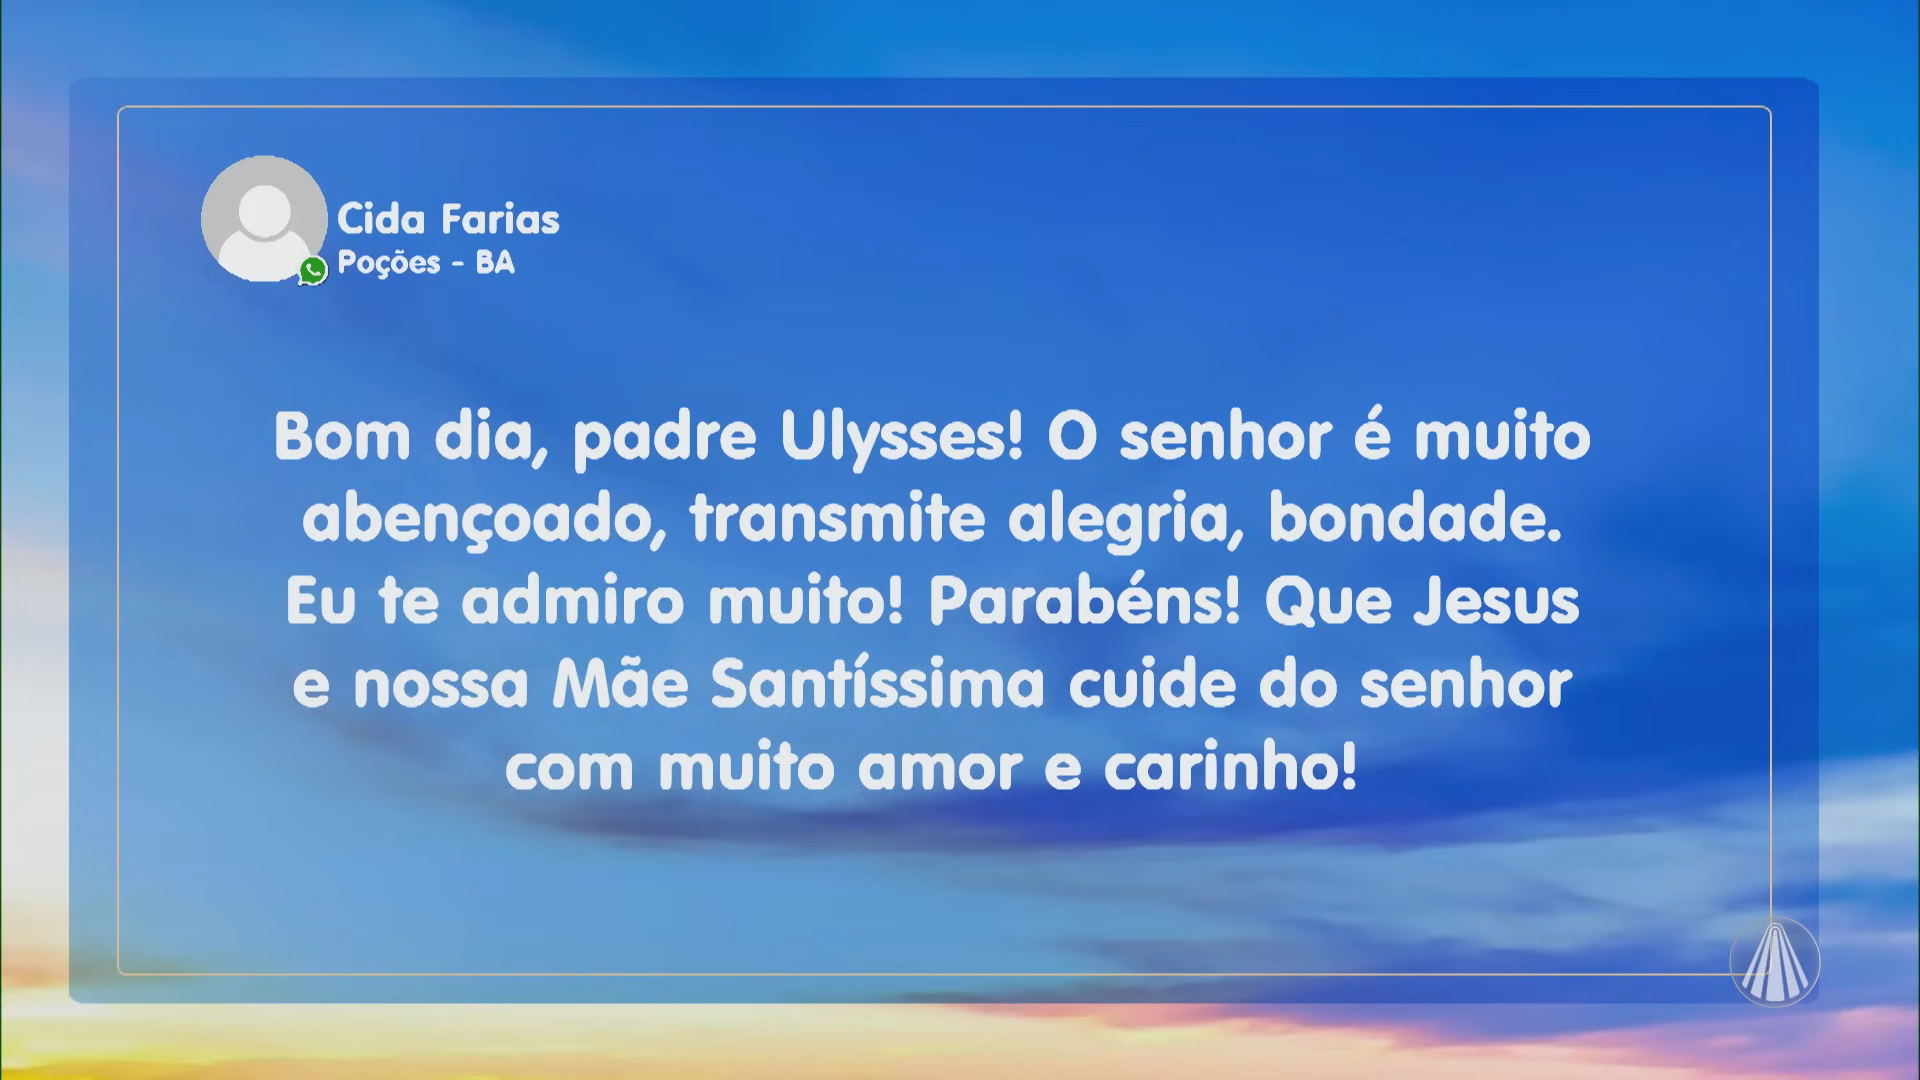 Cida Farias
Poções - BA
Bom dia, padre Ulysses! O senhor é muito
abençoado, transmite alegria, bondade.
Eu te admiro muito! Parabéns! Que Jesus
e nossa Mãe Santíssima cuide do senhor
com muito amor e carinho!